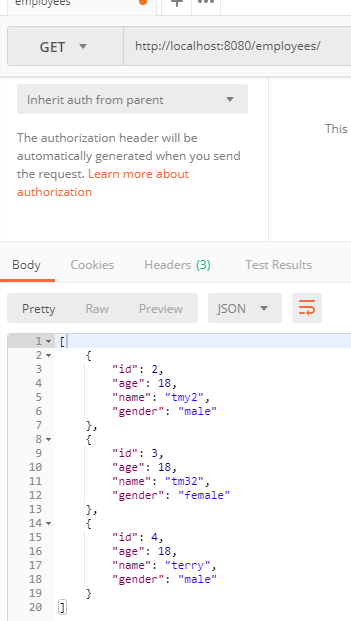 employees
GET
http://localhost:8080/employees/
Inherit auth from parent
The authorization header will be
automatically generated when you send
the request. Learn more about
authorization
This
Body Cookies Headers (3) Test Results
Pretty Raw Preview JSON
1 [
2 {
3 "id": 2,
4 "age": 18,
5 "name": "tmy2",
6 "gender": "male"
7 },
8 {
9 "id": 3,
10 "age": 18,
11 "name": "tm32",
12 "gender": "female"
13 },
14 {
15 "id": 4,
16 "age": 18,
17 "name": "terry",
18 "gender": "male"
19 }
20 ]